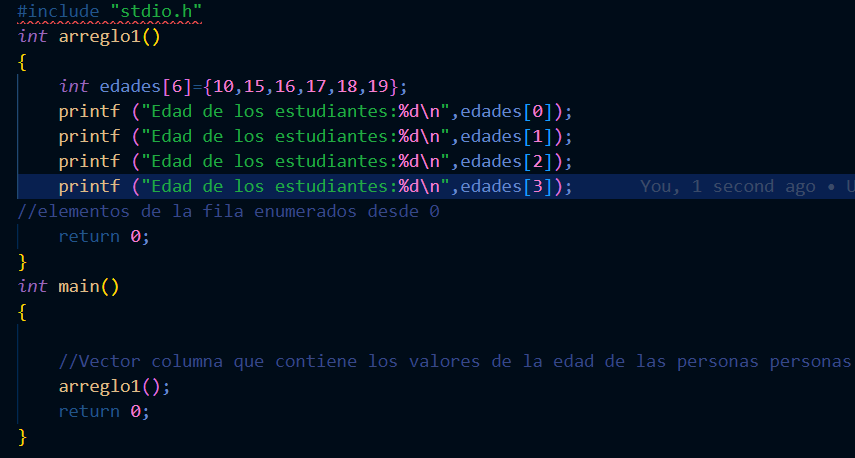 #include "stdio.h"
int arreglo1()
{
int edades[6]={10,15,16,17,18,19};
printf ("Edad de los estudiantes:%d\n",edades[0]);
printf ("Edad de los estudiantes:%d\n",edades[1]);
printf ("Edad de los estudiantes:%d\n",edades[2]);
printf ("Edad de los estudiantes:%d\n",edades[3]); You, 1 second ago • U
//elementos de la fila enumerados desde 0
return 0;
}
int main()
{
//Vector columna que contiene los valores de la edad de las personas personas
arreglo1();
return 0;
}